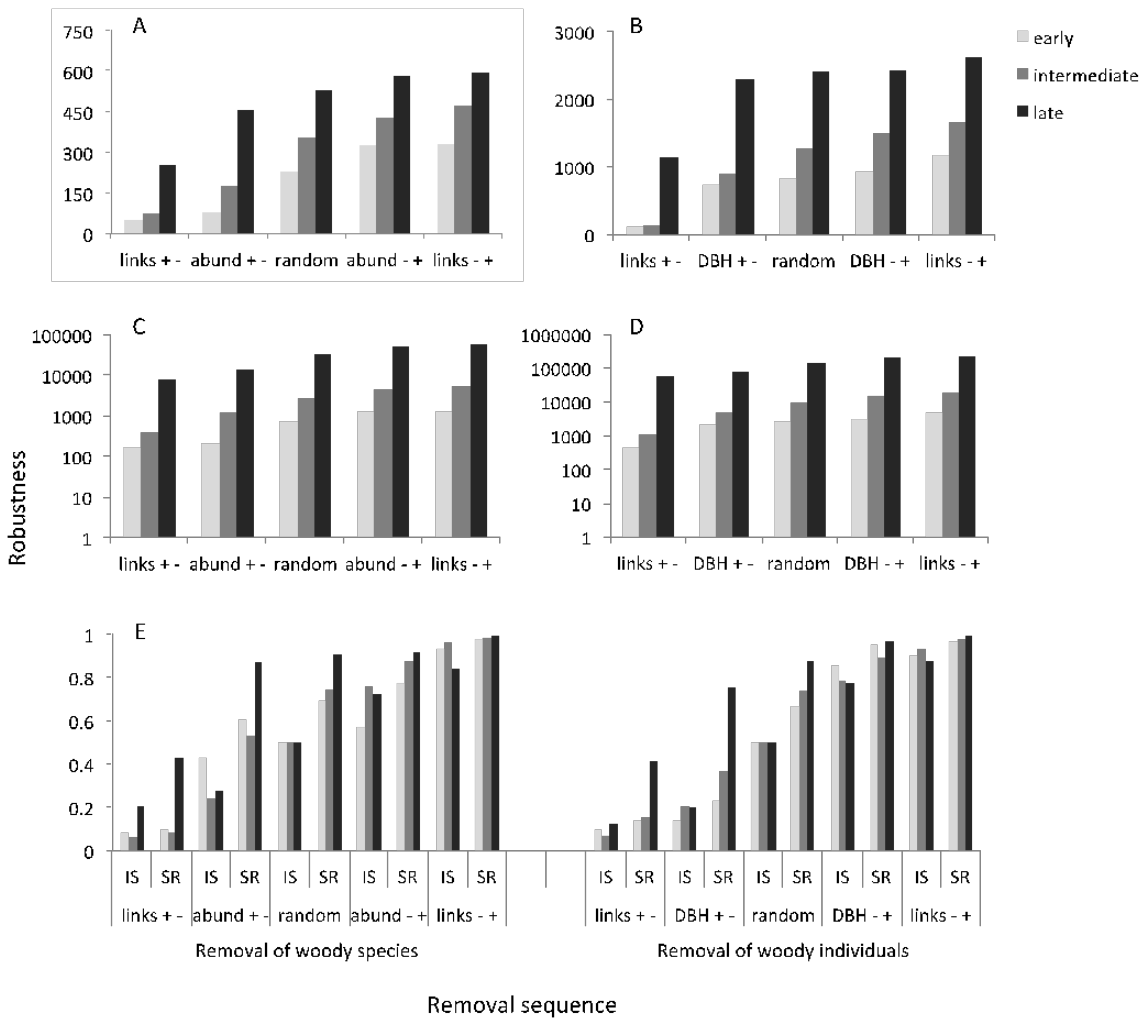 A
750
600
450
300
150
0
links + - abund + - random abund - + links - +
B
3000
2000
1000
0
links + - DBH + - random DBH - + links - +
early
intermediate
late
Robustness
C
100000
10000
1000
100
10
1
links + - abund + - random abund - + links - +
D
1000000
100000
10000
1000
100
10
1
links + - DBH + - random DBH - + links - +
E
1
0.8
0.6
0.4
0.2
0
IS SR IS SR IS SR IS SR IS SR
links + - abund + - random abund - + links - +
Removal of woody species
IS SR IS SR IS SR IS SR IS SR
links + - DBH + - random DBH - + links - +
Removal of woody individuals
Removal sequence